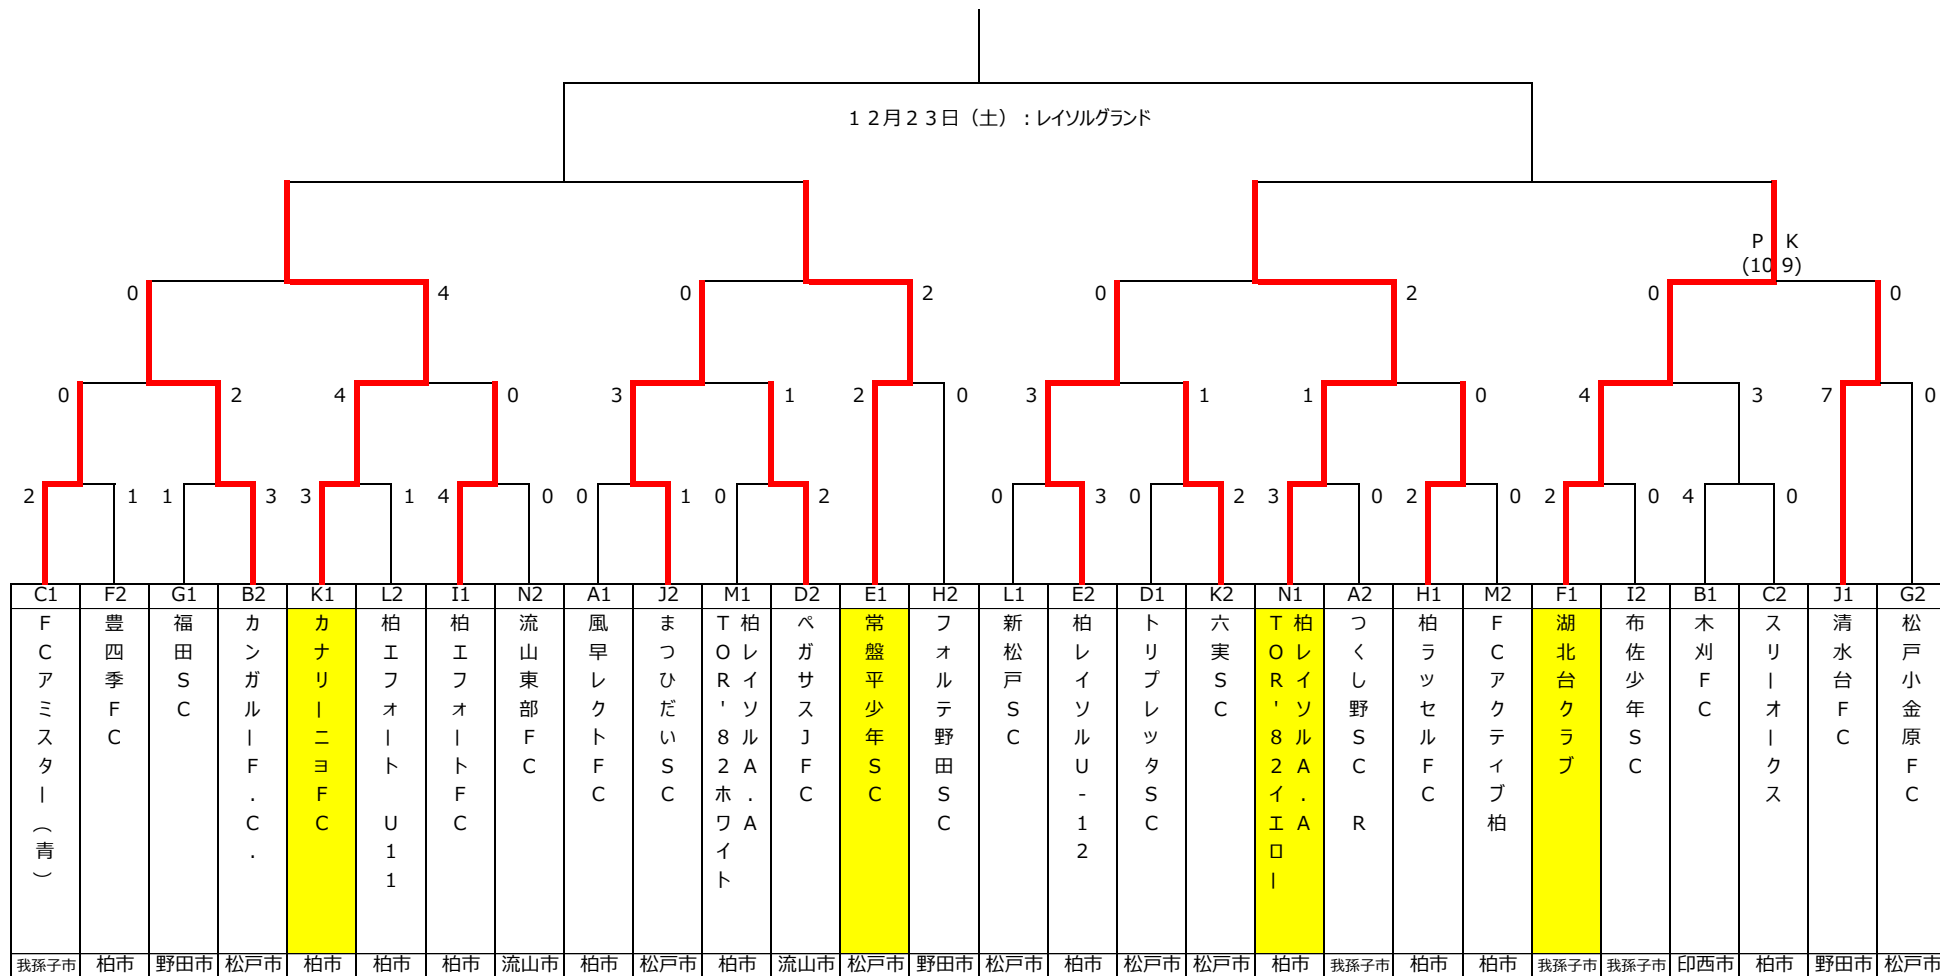 １２月２３日（土）：レイソルグランド
P K
(10 9)
0 4 0 2 0 2 0 0
0 2 4 0 3 1 2 0 3 1 1 0 4 3 7 0
2 1 1 3 3 1 4 0 0 1 0 2 0 3 0 2 3 0 2 0 2 0 4 0
C1 F2 G1 B2 K1 L2 I1 N2 A1 J2 M1 D2 E1 H2 L1 E2 D1 K2 N1 A2 H1 M2 F1 I2 B1 C2 J1 G2
ＦＣアミスター（青）
豊四季ＦＣ
福田ＳＣ
カンガルーＦ．Ｃ．
カナリーニョＦＣ
柏エフォート　Ｕ１１
柏エフォートＦＣ
流山東部ＦＣ
風早レクトＦＣ
まつひだいＳＣ
柏レイソルＡ．Ａ
ＴＯＲ'８２ホワイト
ペガサスＪＦＣ
常盤平少年ＳＣ
フォルテ野田ＳＣ
新松戸ＳＣ
柏レイソルＵ-１２
トリプレッタＳＣ
六実ＳＣ
柏レイソルＡ．Ａ
ＴＯＲ'８２イエロー
つくし野ＳＣ　Ｒ
柏ラッセルＦＣ
ＦＣアクティブ柏
湖北台クラブ
布佐少年ＳＣ
木刈ＦＣ
スリーオークス
清水台ＦＣ
松戸小金原ＦＣ
我孫子市 柏市 野田市 松戸市 柏市 柏市 柏市 流山市 柏市 松戸市 柏市 流山市 松戸市 野田市 松戸市 柏市 松戸市 松戸市 柏市 我孫子市 柏市 柏市 我孫子市 我孫子市 印西市 柏市 野田市 松戸市